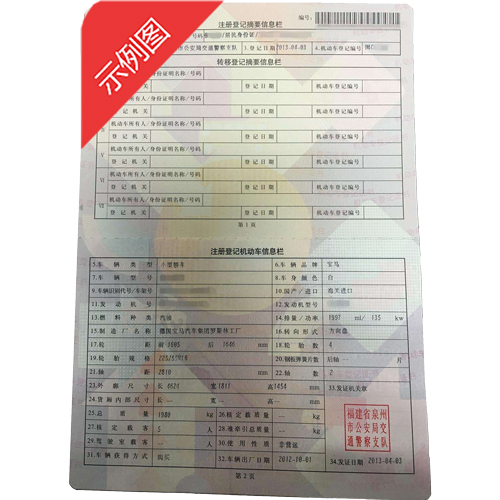 示例图
注册登记摘要信息栏
编号:
/居民身份证/
市公安局交通警察支队 2.登记日期 2013-04-03 4.机动车登记编号 闽C
转移登记摘要信息栏
/身份证明名称/号码
登记日期 机动车登记编号
机动车所有人/身份证明名称/号码
登记机关 登记日期 机动车登记编号
V 机动车所有人/身份证明名称/号码
登记机关 登记日期 机动车登记编号
VI 机动车所有人/身份证明名称/号码
登记机关 登记日期 机动车登记编号
VII 机动车所有人/身份证明名称/号码
登记机关 登记日期 机动车登记编号
第1页
注册登记机动车信息栏
5.车辆类型 小型轿车 6.车辆品牌 宝马
7.车辆型号 8.车身颜色 白
9.车辆识别代号/车架号 10.国产/进口 海关进口
11.发动机号 12.发动机型号
13.燃料种类 汽油 14.排量/功率 1997 ml/ 135 kw
15.制造厂名称 德国宝马汽车集团 工厂 16.转向形式 方向盘
17.轮距 前 后 mm 18.轮胎数 4
19.轮胎规格 20.钢板弹簧片数 后轴 片
21.轴距 2810 mm 22.轴数 2
23.外廓尺寸 长 4624 宽 1811 高 mm 33.发证机关章
24.货厢内部尺寸 长 宽 高 mm
25.总质量 kg 26.核定载质量 kg
27.核定载客 5 人 28.准牵引总质量 kg
29.驾驶室载客 人 30.使用性质 非营运
31.车辆获得方式 购买 32.车辆出厂日期 2012-10-01 34.发证日期 2013-04-03
福建省泉州
市公安局交
通警察支队
第2页